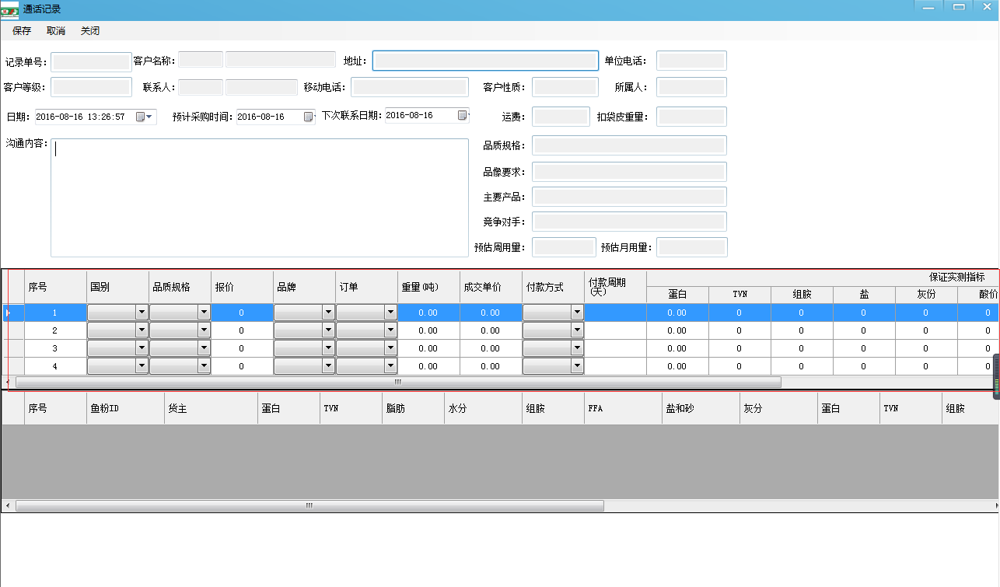 通话记录
保存 取消 关闭
记录单号: 客户名称: 地址: 单位电话:
客户等级: 联系人: 移动电话: 客户性质: 所属人:
日期: 2016-08-16 13:26:57 预计采购时间: 2016-08-16 下次联系日期: 2016-08-16 运费: 扣袋皮重量:
沟通内容: 品质规格:
品像要求:
主要产品:
竞争对手:
预估周用量: 预估月用量:
保证实测指标
序号 国别 品质规格 报价 品牌 订单 重量(吨) 成交单价 付款方式 付款周期(天) 蛋白 TVN 组胺 盐 灰份 酸价
1 0 0.00 0.00 0.00 0 0 0 0 0
2 0 0.00 0.00 0.00 0 0 0 0 0
3 0 0.00 0.00 0.00 0 0 0 0 0
4 0 0.00 0.00 0.00 0 0 0 0 0
序号 鱼粉ID 货主 蛋白 TVN 脂肪 水分 组胺 FFA 盐和砂 灰分 蛋白 TVN 组胺